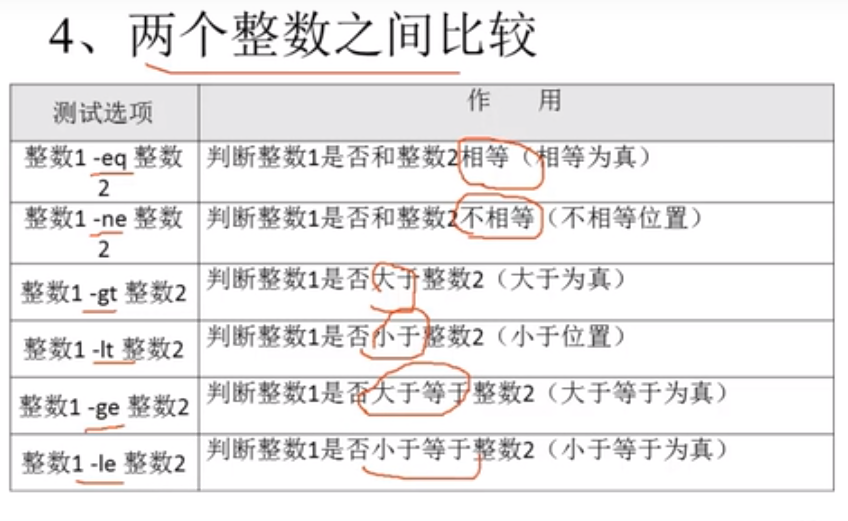 4、两个整数之间比较
测试选项
作 用
整数1 -eq 整数
2
判断整数1是否和整数2相等（相等为真）
整数1 -ne 整数
2
判断整数1是否和整数2不相等（不相等位置）
整数1 -gt 整数2
判断整数1是否大于整数2（大于为真）
整数1 -lt 整数2
判断整数1是否小于整数2（小于位置）
整数1 -ge 整数2
判断整数1是否大于等于整数2（大于等于为真）
整数1 -le 整数2
判断整数1是否小于等于整数2（小于等于为真）